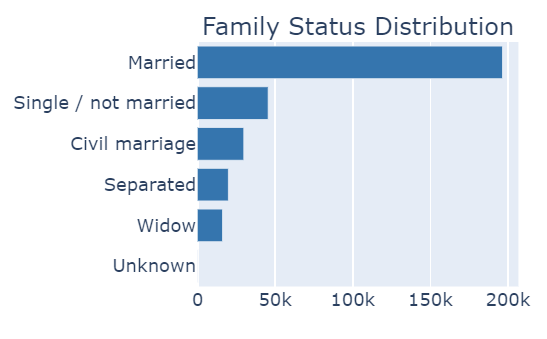 Family Status Distribution
Married
Single / not married
Civil marriage
Separated
Widow
Unknown
0 50k 100k 150k 200k